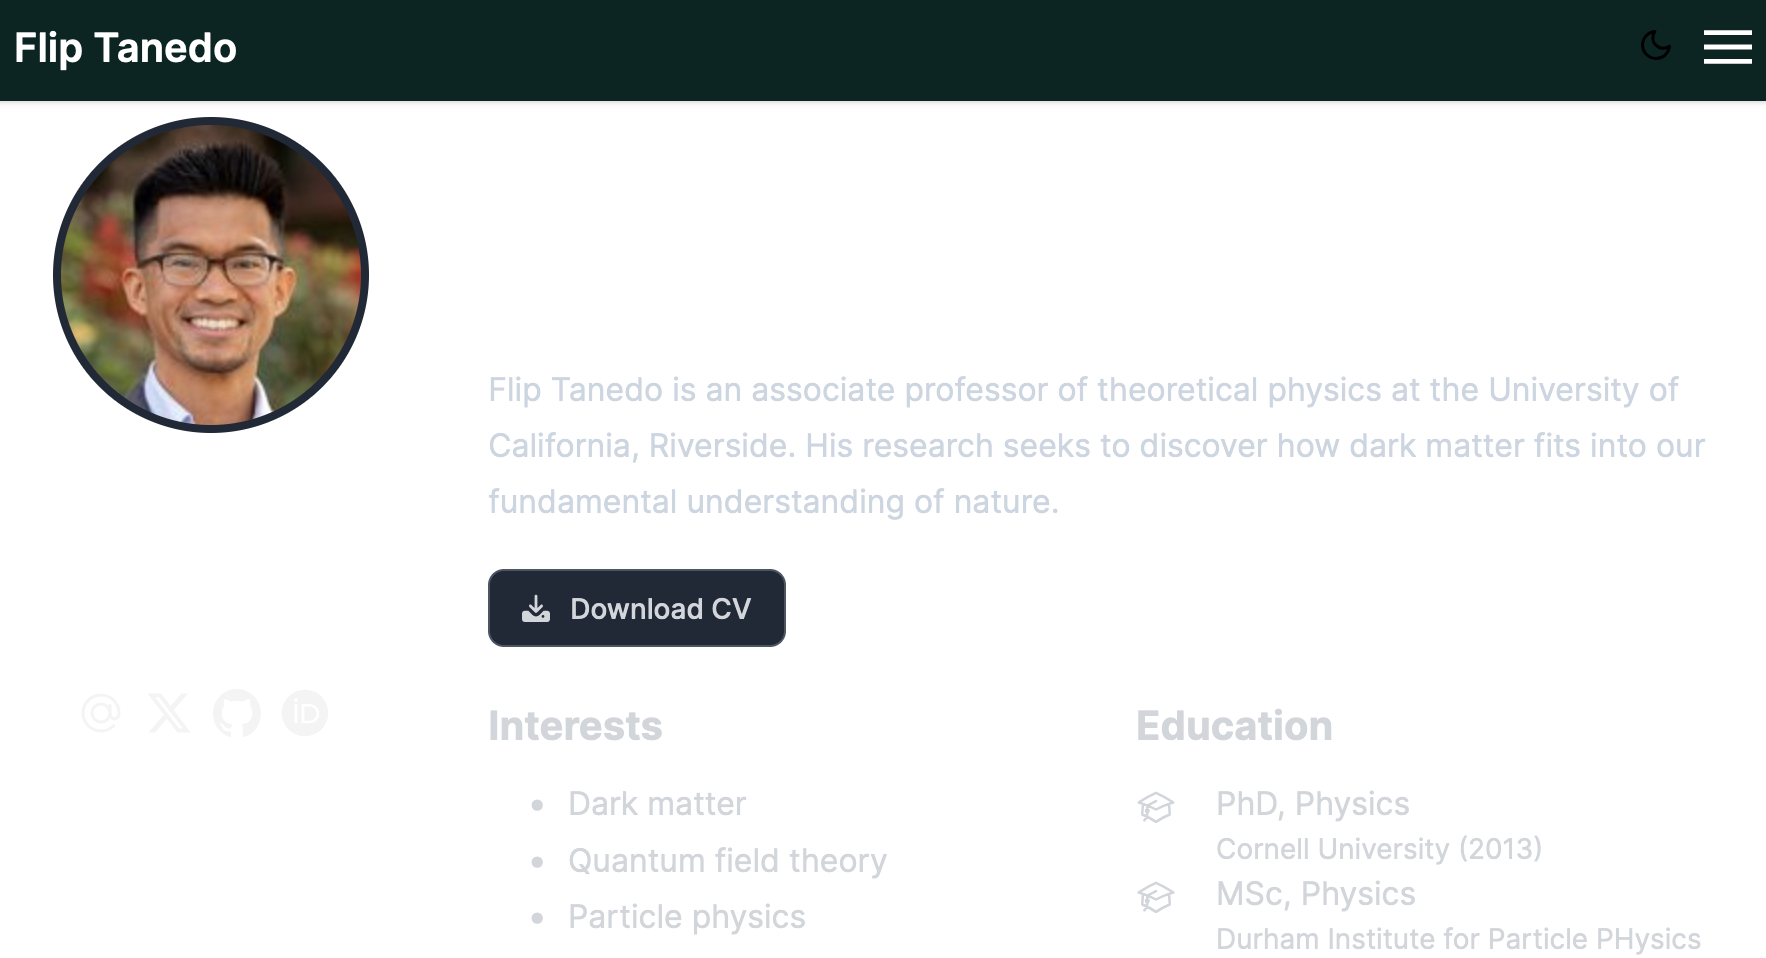 Flip Tanedo
Flip Tanedo is an associate professor of theoretical physics at the University of
California, Riverside. His research seeks to discover how dark matter fits into our
fundamental understanding of nature.
Download CV
Interests
Dark matter
Quantum field theory
Particle physics
Education
PhD, Physics
Cornell University (2013)
MSc, Physics
Durham Institute for Particle PHysics